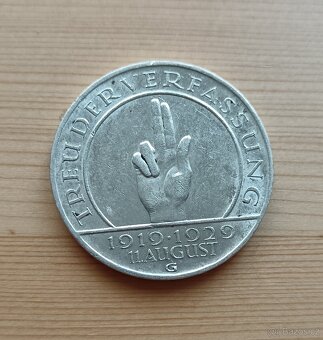 TREU DER VERFASSUNG
1919·1929
11.AUGUST
G